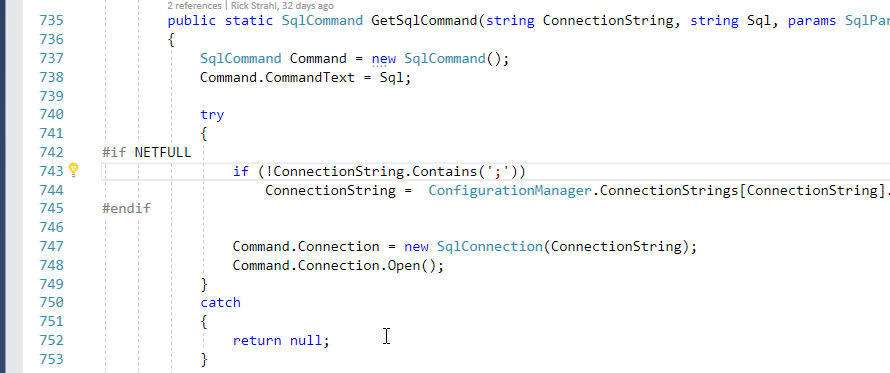 2 references | Rick Strahl, 32 days ago
735 public static SqlCommand GetSqlCommand(string ConnectionString, string Sql, params SqlPar
736 {
737 SqlCommand Command = new SqlCommand();
738 Command.CommandText = Sql;
739
740 try
741 {
742 #if NETFULL
743 if (!ConnectionString.Contains(';'))
744 ConnectionString = ConfigurationManager.ConnectionStrings[ConnectionString].
745 #endif
746
747 Command.Connection = new SqlConnection(ConnectionString);
748 Command.Connection.Open();
749 }
750 catch
751 {
752 return null;
753 }